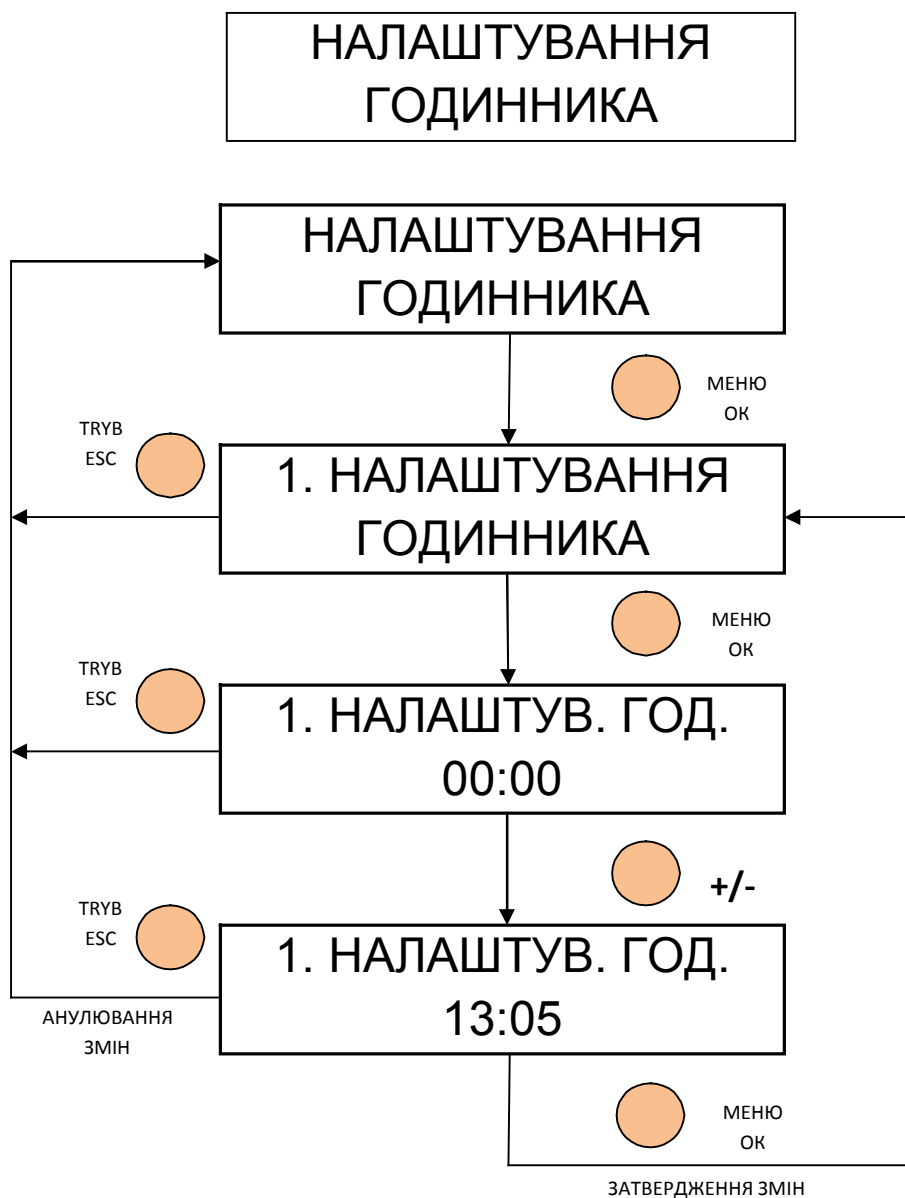 НАЛАШТУВАННЯ
ГОДИННИКА
НАЛАШТУВАННЯ
ГОДИННИКА
МЕНЮ
ОК
TRYB
ESC
1. НАЛАШТУВАННЯ
ГОДИННИКА
МЕНЮ
ОК
TRYB
ESC
1. НАЛАШТУВ. ГОД.
00:00
+/-
TRYB
ESC
1. НАЛАШТУВ. ГОД.
13:05
АНУЛЮВАННЯ
ЗМІН
МЕНЮ
ОК
ЗАТВЕРДЖЕННЯ ЗМІН